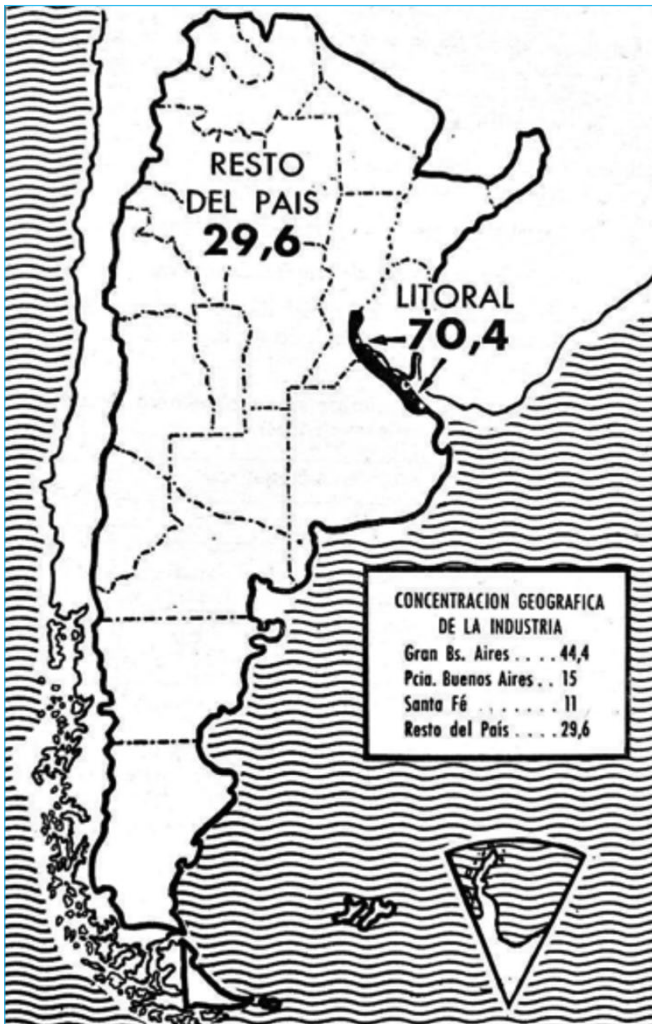 RESTO
DEL PAIS
29,6
LITORAL
70,4
CONCENTRACION GEOGRAFICA
DE LA INDUSTRIA
Gran Bs. Aires .... 44,4
Pcia. Buenos Aires .. 15
Santa Fé ....... 11
Resto del País .... 29,6